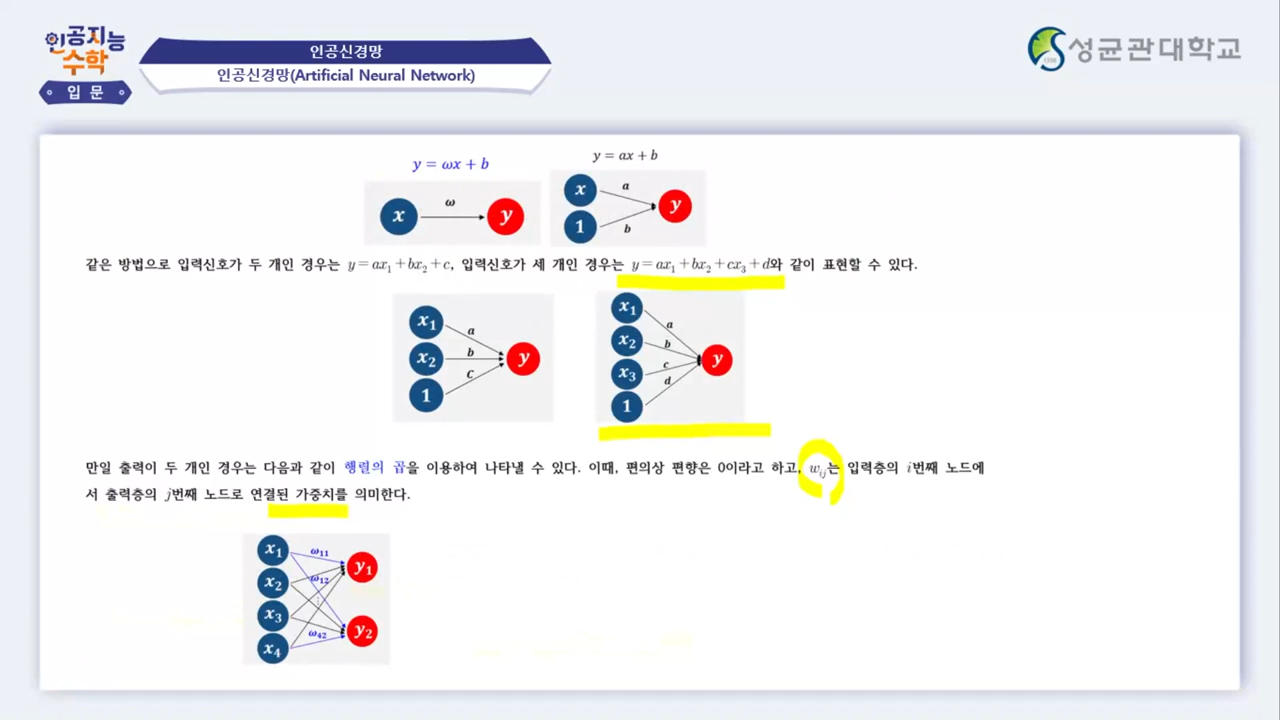 인공지능
수학
입문
인공신경망
인공신경망(Artificial Neural Network)
성균관대학교
y = ωx + b
y = ax + b
x ω y
x a
1 b
y
같은 방법으로 입력신호가 두 개인 경우는 y = ax₁ + bx₂ + c, 입력신호가 세 개인 경우는 y = ax₁ + bx₂ + cx₃ + d와 같이 표현할 수 있다.
x₁ a
x₂ b y
1 c
x₁ a
x₂ b
x₃ c y
1 d
만일 출력이 두 개인 경우는 다음과 같이 행렬의 곱을 이용하여 나타낼 수 있다. 이때, 편의상 편향은 0이라고 하고, wᵢⱼ는 입력층의 i번째 노드에
서 출력층의 j번째 노드로 연결된 가중치를 의미한다.
x₁ ω₁₁ y₁
x₂ ω₁₂
x₃ ⋮
x₄ ω₄₂ y₂